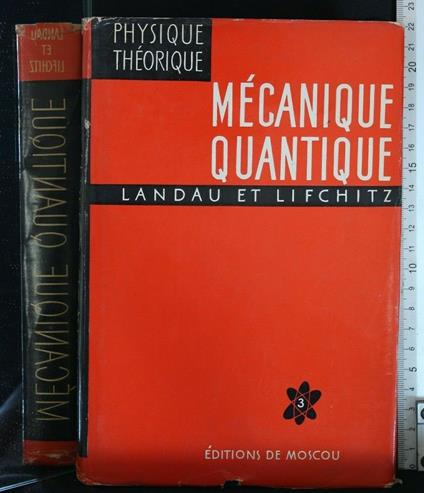 PHYSIQUE
THÉORIQUE
MÉCANIQUE
QUANTIQUE
LANDAU ET LIFCHITZ
3
ÉDITIONS DE MOSCOU
LANDAU
ET
LIFCHITZ
MÉCANIQUE QUANTIQUE